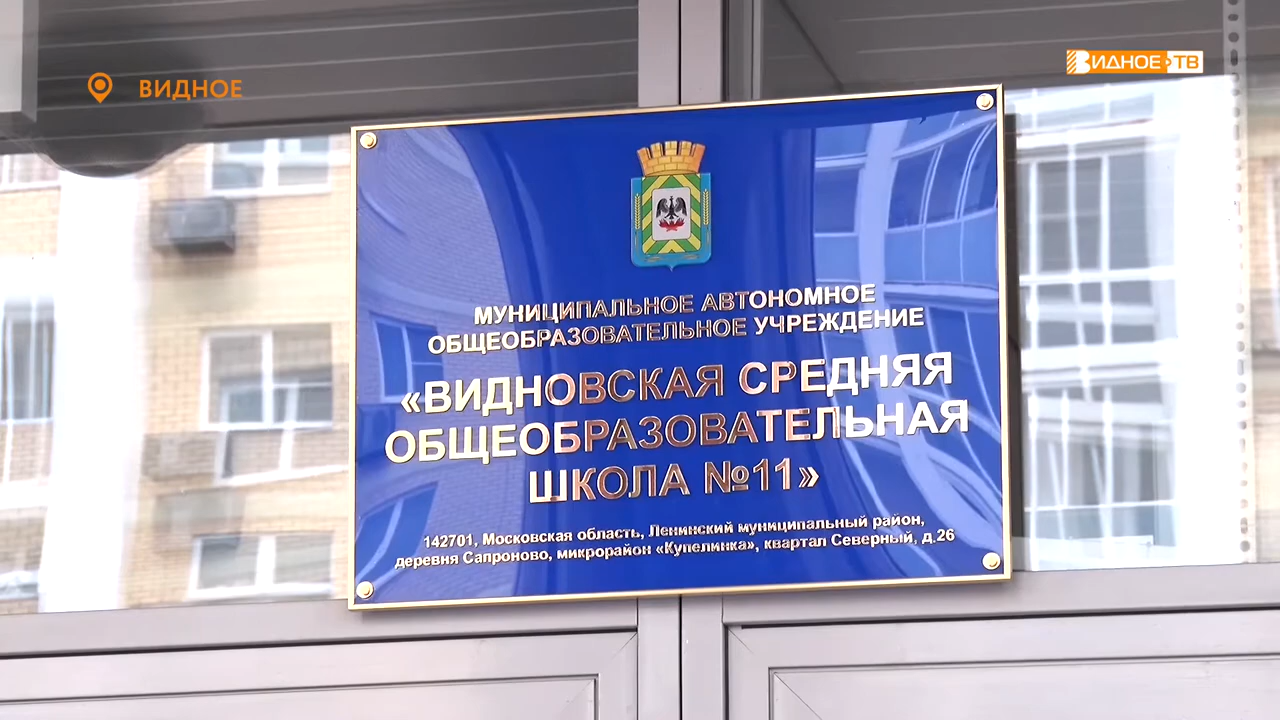 ВИДНОЕ
ВИДНОЕ ТВ
МУНИЦИПАЛЬНОЕ АВТОНОМНОЕ
ОБЩЕОБРАЗОВАТЕЛЬНОЕ УЧРЕЖДЕНИЕ
«ВИДНОВСКАЯ СРЕДНЯЯ
ОБЩЕОБРАЗОВАТЕЛЬНАЯ
ШКОЛА №11»
142701, Московская область, Ленинский муниципальный район,
деревня Сапроново, микрорайон «Купелинка», квартал Северный, д.26